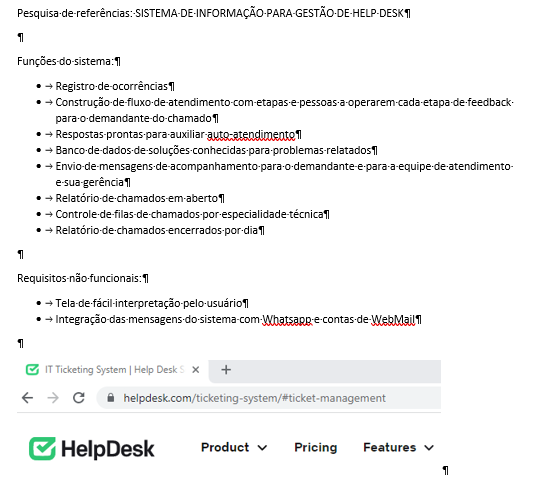 Pesquisa de referências: SISTEMA DE INFORMAÇÃO PARA GESTÃO DE HELP DESK¶
¶
Funções do sistema:¶
• → Registro de ocorrências¶
• → Construção de fluxo de atendimento com etapas e pessoas a operarem cada etapa de feedback
para o demandante do chamado¶
• → Respostas prontas para auxiliar auto-atendimento¶
• → Banco de dados de soluções conhecidas para problemas relatados¶
• → Envio de mensagens de acompanhamento para o demandante e para a equipe de atendimento
e sua gerência¶
• → Relatório de chamados em aberto¶
• → Controle de filas de chamados por especialidade técnica¶
• → Relatório de chamados encerrados por dia¶
¶
Requisitos não funcionais:¶
• → Tela de fácil interpretação pelo usuário¶
• → Integração das mensagens do sistema com Whatsapp e contas de WebMail¶
¶
IT Ticketing System | Help Desk S
helpdesk.com/ticketing-system/#ticket-management
HelpDesk Product Pricing Features
¶